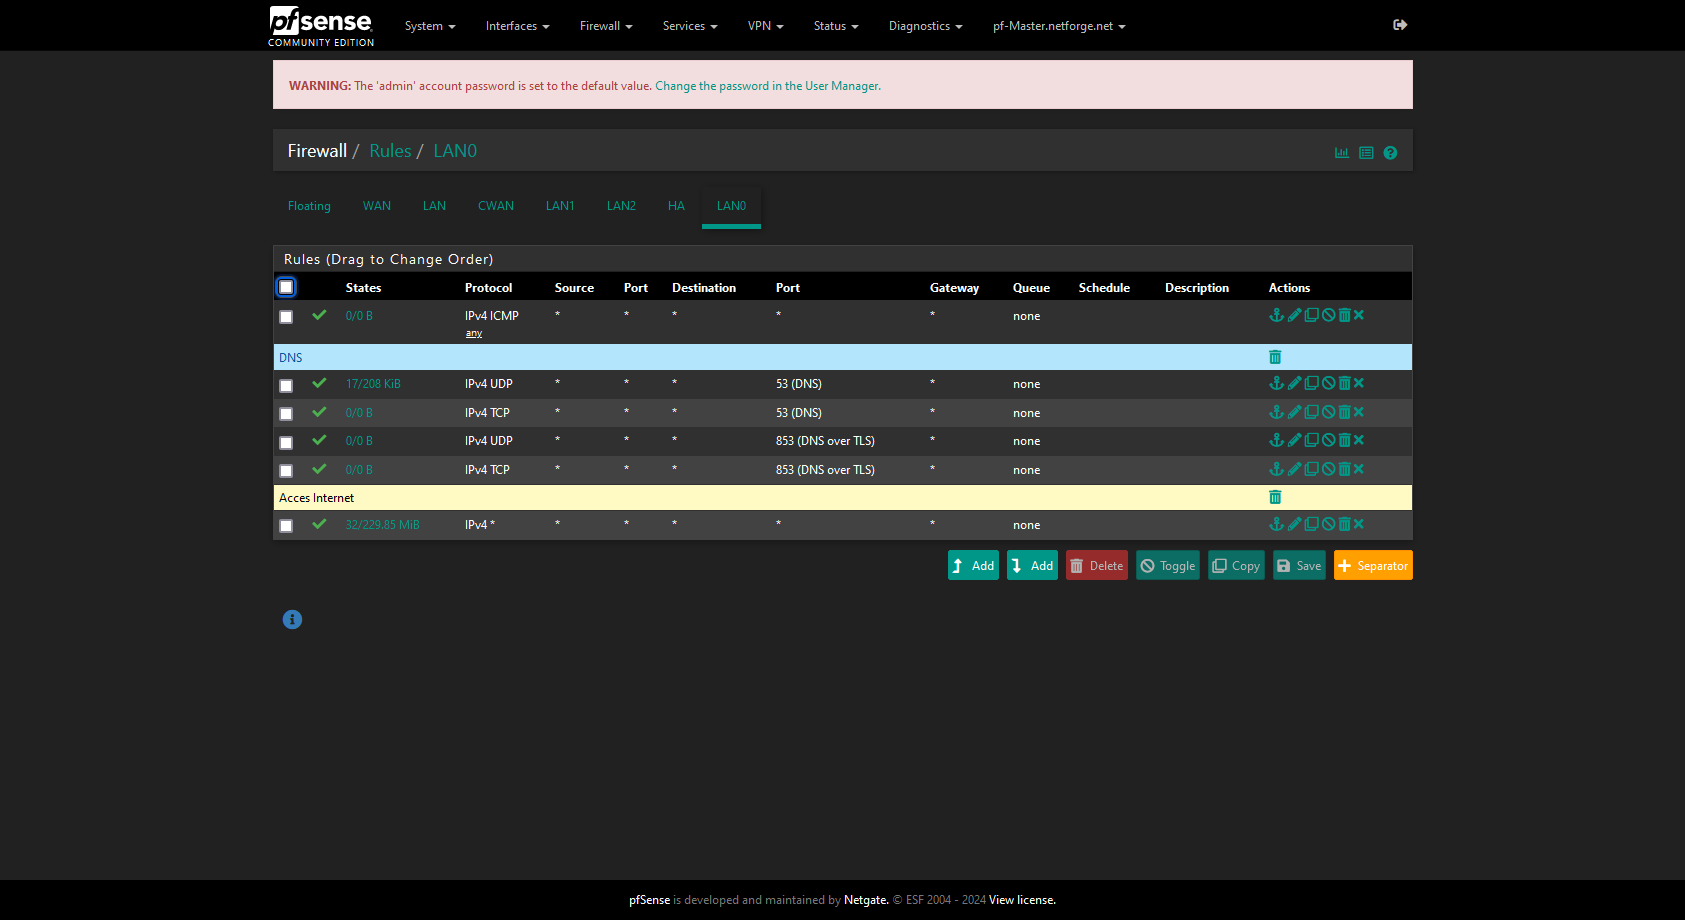 pfsense
COMMUNITY EDITION
System Interfaces Firewall Services VPN Status Diagnostics pf-Master.netforge.net
WARNING: The 'admin' account password is set to the default value. Change the password in the User Manager.
Firewall / Rules / LAN0
Floating WAN LAN CWAN LAN1 LAN2 HA LAN0
Rules (Drag to Change Order)
States Protocol Source Port Destination Port Gateway Queue Schedule Description Actions
0/0 B IPv4 ICMP * * * * * none
any
DNS
17/208 KiB IPv4 UDP * * * 53 (DNS) * none
0/0 B IPv4 TCP * * * 53 (DNS) * none
0/0 B IPv4 UDP * * * 853 (DNS over TLS) * none
0/0 B IPv4 TCP * * * 853 (DNS over TLS) * none
Acces Internet
32/229.85 MiB IPv4 * * * * * * none
Add Add Delete Toggle Copy Save Separator
pfSense is developed and maintained by Netgate. © ESF 2004 - 2024 View license.